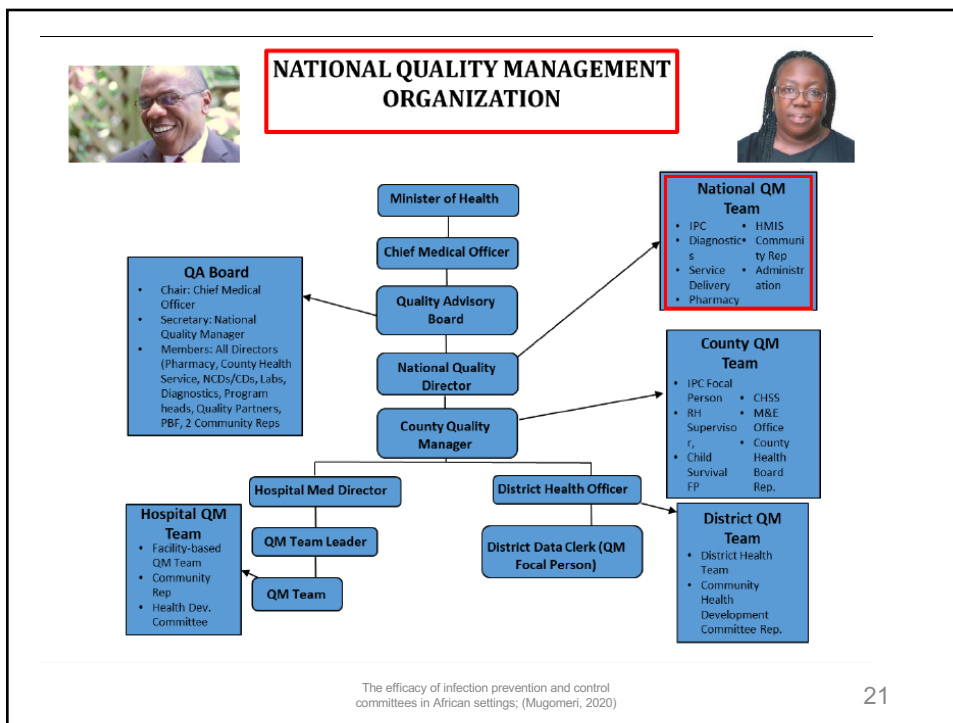 NATIONAL QUALITY MANAGEMENT
ORGANIZATION
Minister of Health
Chief Medical Officer
Quality Advisory
Board
National Quality
Director
County Quality
Manager
Hospital Med Director
QM Team Leader
QM Team
District Health Officer
District Data Clerk (QM
Focal Person)
QA Board
• Chair: Chief Medical
Officer
• Secretary: National
Quality Manager
• Members: All Directors
(Pharmacy, County Health
Service, NCDs/CDs, Labs,
Diagnostics, Program
heads, Quality Partners,
PBF, 2 Community Reps
National QM
Team
• IPC
• Diagnostic
s
• Service
Delivery
• Pharmacy
• HMIS
• Communi
ty Rep
• Administr
ation
County QM
Team
• IPC Focal
Person
• RH
Superviso
r,
• Child
Survival
FP
• CHSS
• M&E
Office
• County
Health
Board
Rep.
Hospital QM
Team
• Facility-based
QM Team
• Community
Rep
• Health Dev.
Committee
District QM
Team
• District Health
Team
• Community
Health
Development
Committee Rep.
The efficacy of infection prevention and control
committees in African settings; (Mugomeri, 2020)
21